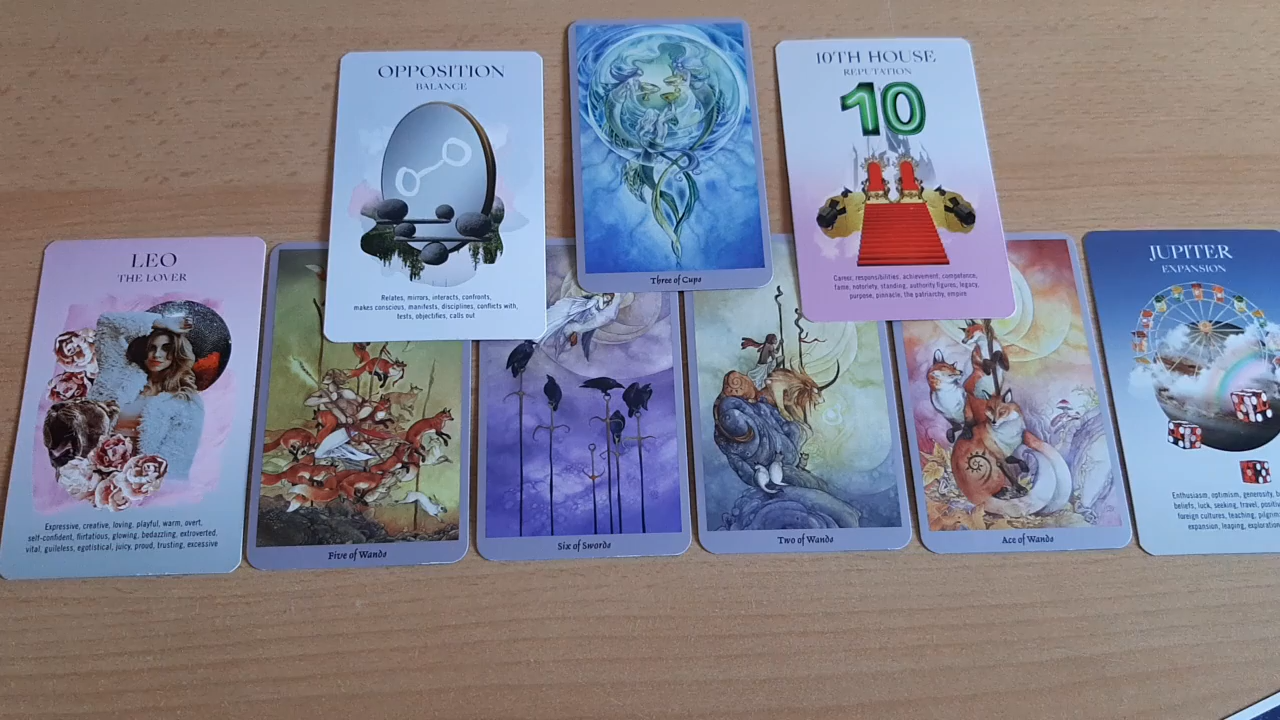 OPPOSITION
BALANCE
Relates, mirrors, interacts, confronts,
makes conscious, manifests, disciplines, conflicts with,
tests, objectifies, calls out
Three of Cups
10TH HOUSE
REPUTATION
10
Career, responsibilities, achievement, competence,
fame, notoriety, standing, authority figures, legacy,
purpose, pinnacle, the patriarchy, empire
LEO
THE LOVER
Expressive, creative, loving, playful, warm, overt,
self-confident, flirtatious, glowing, bedazzling, extroverted,
vital, guileless, egotistical, juicy, proud, trusting, excessive
Five of Wands
Six of Swords
Two of Wands
Ace of Wands
JUPITER
EXPANSION
Enthusiasm, optimism, generosity,
beliefs, luck, seeking, travel,
foreign cultures, teaching,
expansion, leaping,